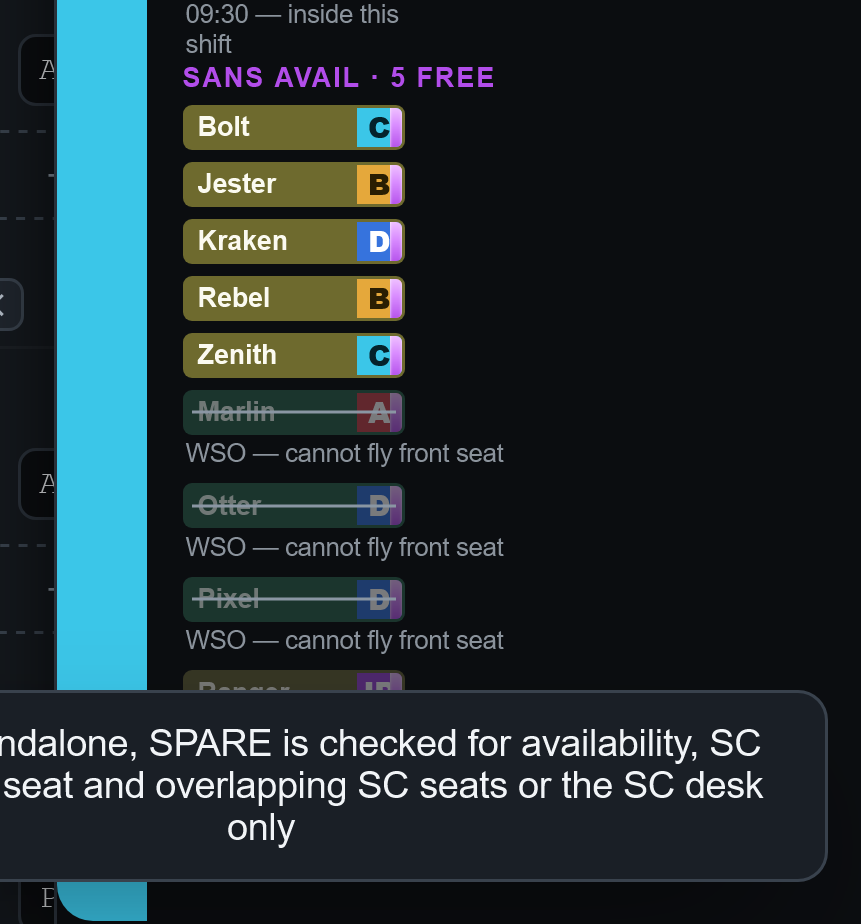 09:30 — inside this
shift
SANS AVAIL · 5 FREE
Bolt C
Jester B
Kraken D
Rebel B
Zenith C
Marlin A
WSO — cannot fly front seat
Otter D
WSO — cannot fly front seat
Pixel D
WSO — cannot fly front seat
ndalone, SPARE is checked for availability, SC
seat and overlapping SC seats or the SC desk
only